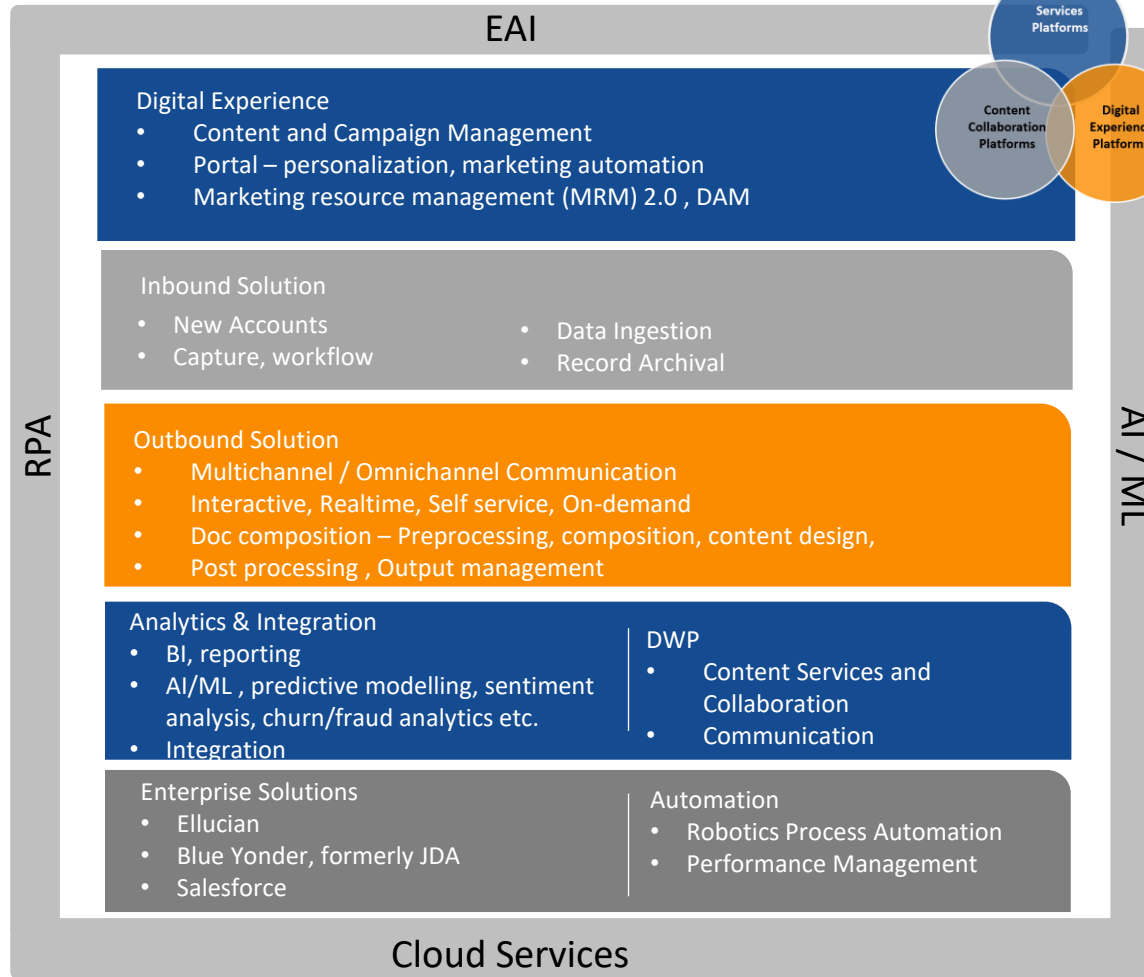 EAI
Services
Platforms
Content
Collaboration
Platforms
Digital
Experienc
Platform
Digital Experience
• Content and Campaign Management
• Portal – personalization, marketing automation
• Marketing resource management (MRM) 2.0 , DAM
Inbound Solution
• New Accounts
• Capture, workflow
• Data Ingestion
• Record Archival
RPA
AI / ML
Outbound Solution
• Multichannel / Omnichannel Communication
• Interactive, Realtime, Self service, On-demand
• Doc composition – Preprocessing, composition, content design,
• Post processing , Output management
Analytics & Integration
• BI, reporting
• AI/ML , predictive modelling, sentiment
analysis, churn/fraud analytics etc.
• Integration
DWP
• Content Services and
Collaboration
• Communication
Enterprise Solutions
• Ellucian
• Blue Yonder, formerly JDA
• Salesforce
Automation
• Robotics Process Automation
• Performance Management
Cloud Services